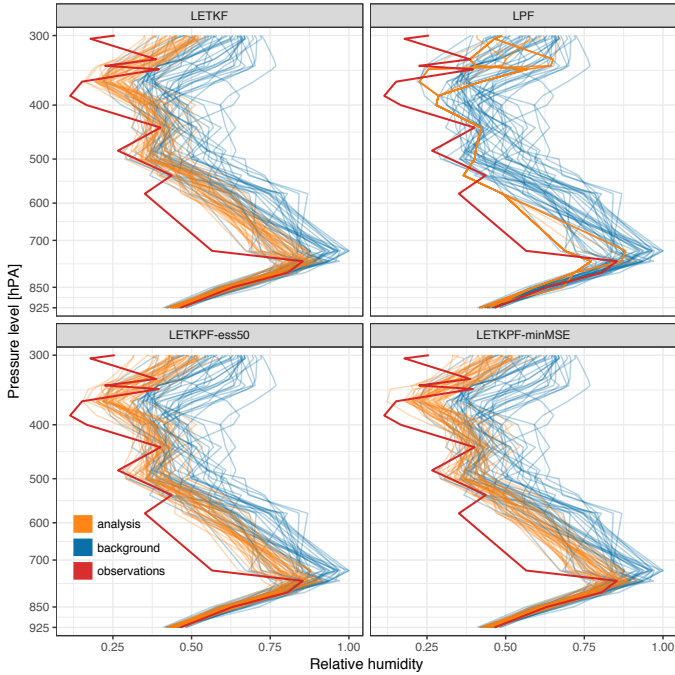 LETKF
LPF
300
400
500
600
700
850
925
LETKPF-ess50
LETKPF-minMSE
300
400
500
600
700
850
925
Pressure level [hPA]
analysis
background
observations
0.25 0.50 0.75 1.00
0.25 0.50 0.75 1.00
Relative humidity